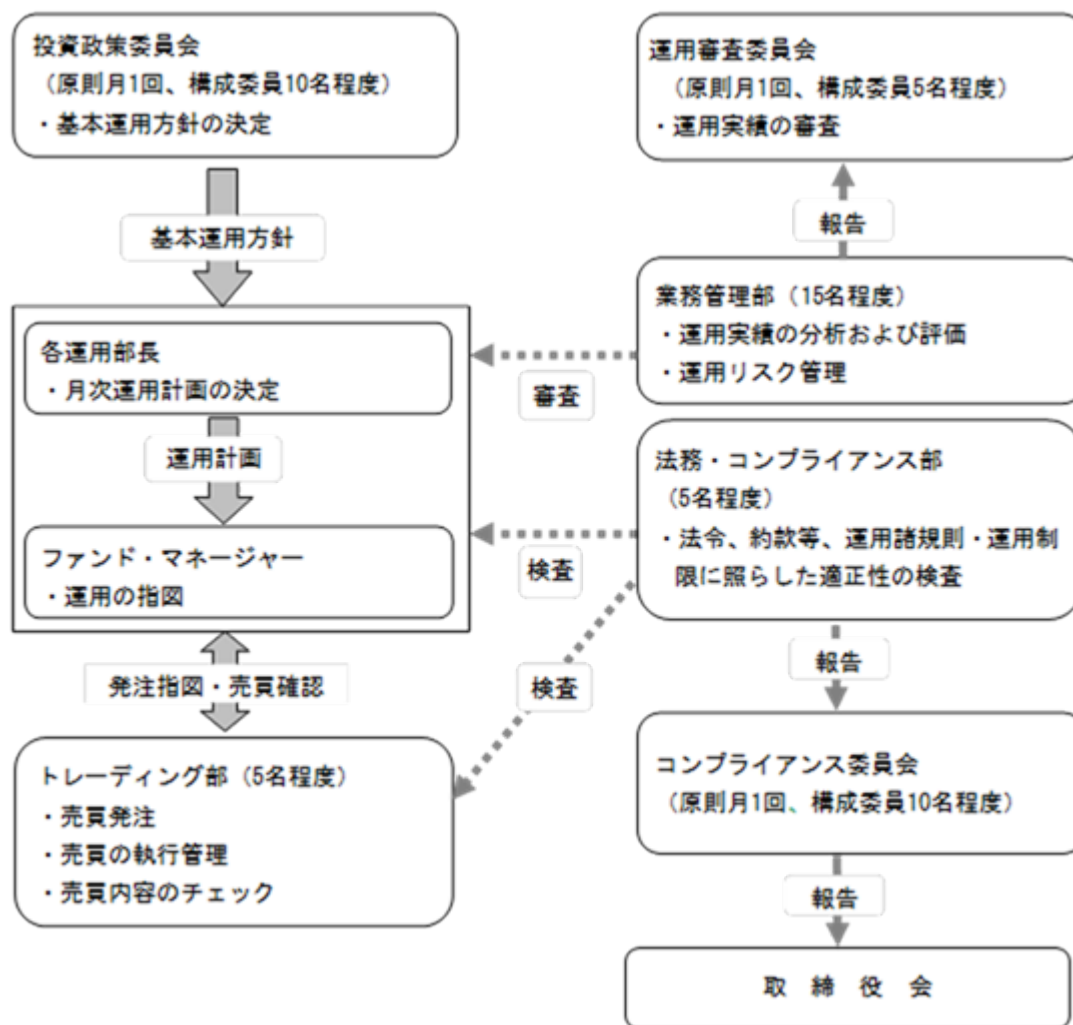 投資政策委員会
（原則月1回、構成委員10名程度）
・基本運用方針の決定
基本運用方針
各運用部長
・月次運用計画の決定
運用計画
ファンド・マネージャー
・運用の指図
発注指図・売買確認
トレーディング部（5名程度）
・売買発注
・売買の執行管理
・売買内容のチェック
運用審査委員会
（原則月1回、構成委員5名程度）
・運用実績の審査
報告
業務管理部（15名程度）
・運用実績の分析および評価
・運用リスク管理
審査
法務・コンプライアンス部
（5名程度）
・法令、約款等、運用諸規則・運用制
限に照らした適正性の検査
検査
検査
報告
コンプライアンス委員会
（原則月1回、構成委員10名程度）
報告
取 締 役 会